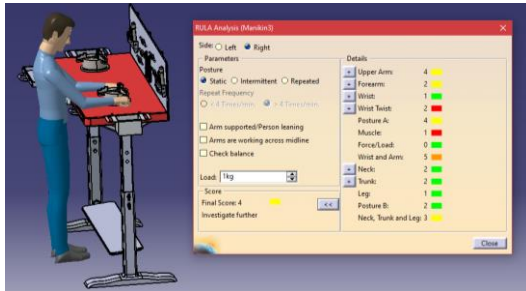 RULA Analysis (Manikin3)
Side: Left Right
Parameters
Posture
Static Intermittent Repeated
Repeat Frequency
< 4 Times/min. > 4 Times/min.
Arm supported/Person leaning
Arms are working across midline
Check balance
Load: 1kg
Score
Final Score: 4
<<
Investigate further
Details
+ Upper Arm: 4
+ Forearm: 2
+ Wrist: 1
+ Wrist Twist: 2
Posture A: 4
Muscle: 1
Force/Load: 0
Wrist and Arm: 5
+ Neck: 2
+ Trunk: 2
Leg: 1
Posture B: 2
Neck, Trunk and Leg: 3
Close